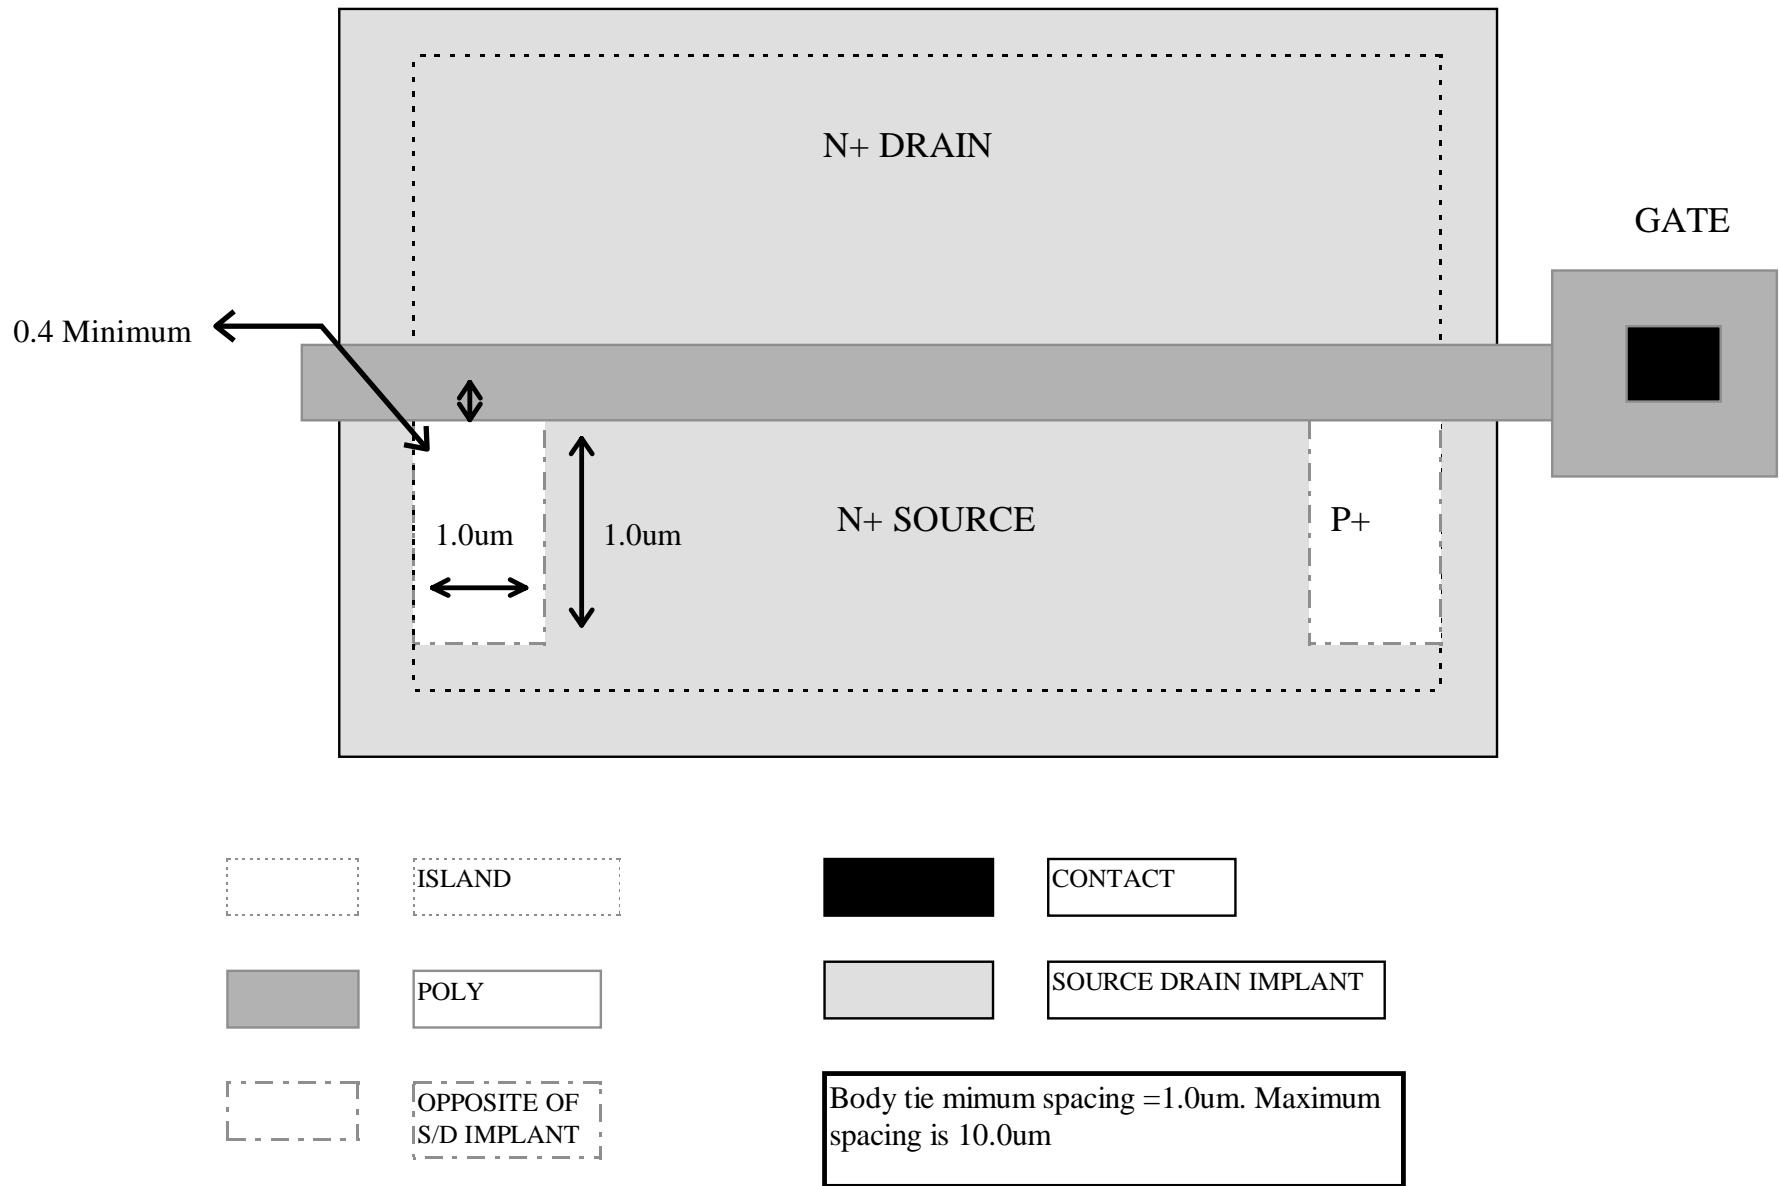 N+ DRAIN
GATE
0.4 Minimum
N+ SOURCE
P+
1.0um
1.0um
ISLAND
CONTACT
POLY
SOURCE DRAIN IMPLANT
OPPOSITE OF
S/D IMPLANT
Body tie mimum spacing =1.0um. Maximum
spacing is 10.0um